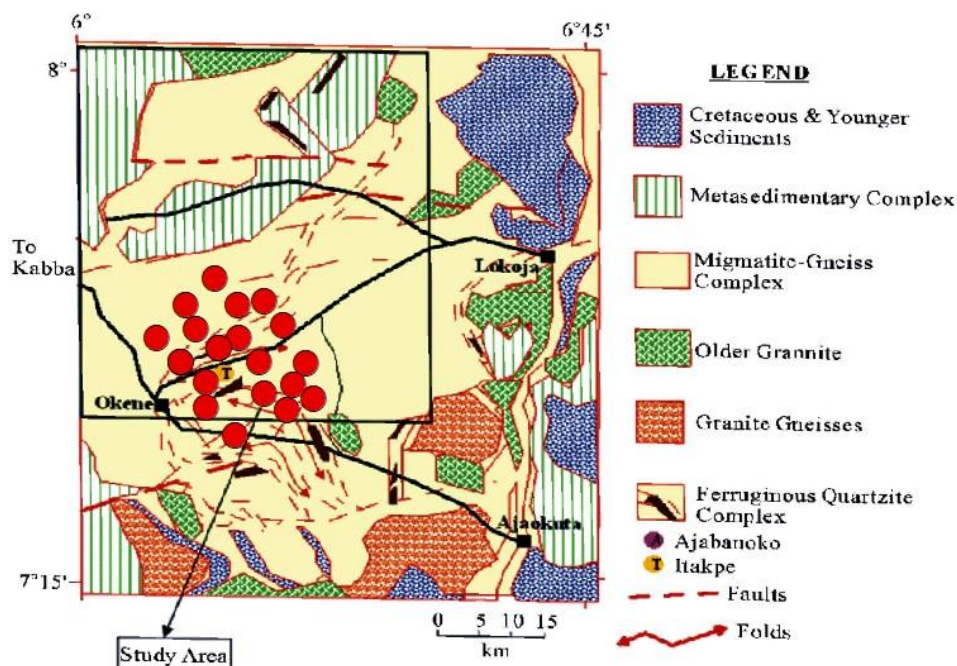 6°
6°45'
8°
To
Kabba
Lokoja
T
Okene
Ajaokuta
7°15'
Study Area
0 6 10 15
km
LEGEND
Cretaceous & Younger
Sediments
Metasedimentary Complex
Migmatite-Gneiss
Complex
Older Grannite
Granite Gneisses
Ferruginous Quartzite
Complex
A Ajabanoko
T Itakpe
Faults
Folds